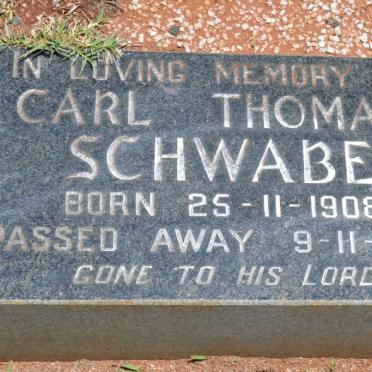 IN LOVING MEMORY
CARL THOMA
SCHWABE
BORN 25-11-1908
PASSED AWAY 9-11-
GONE TO HIS LORD